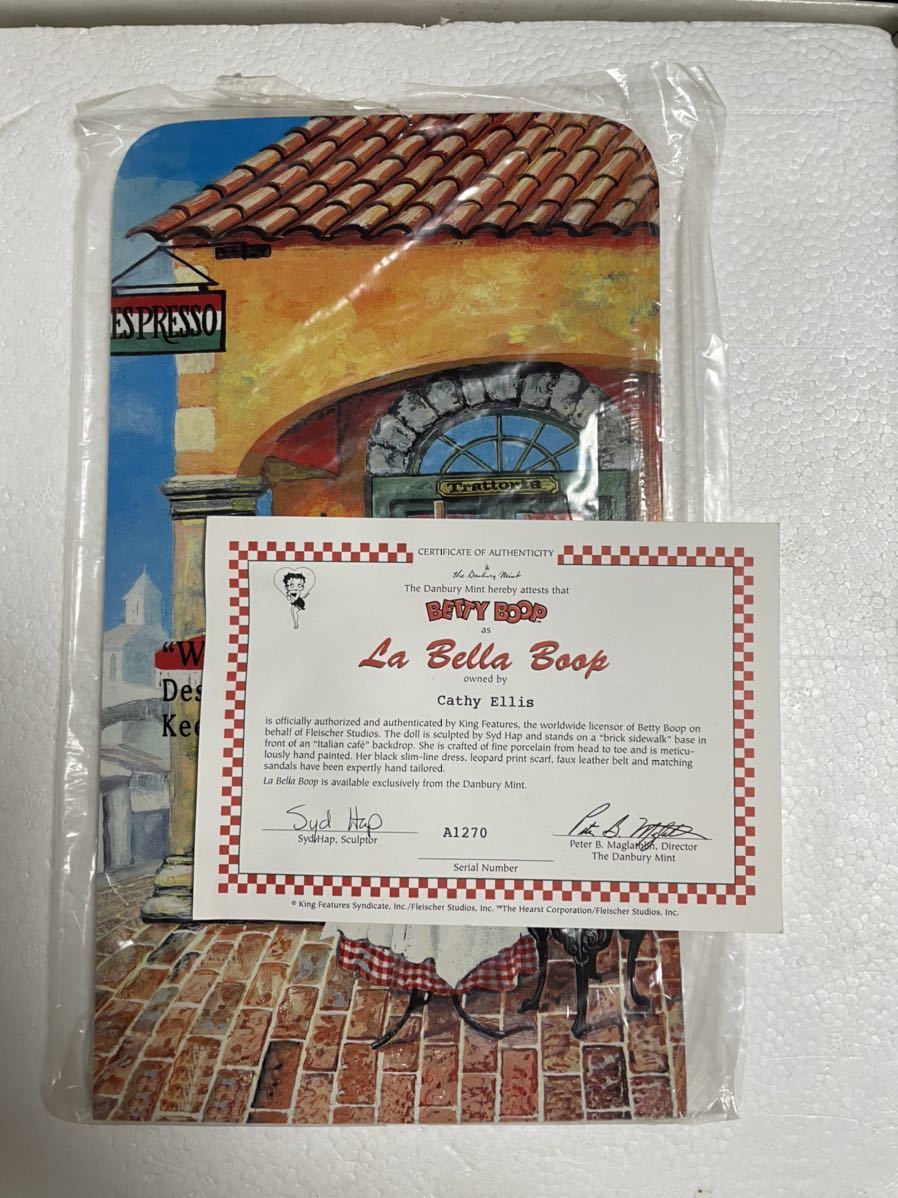 ESPRESSO
Trattoria
"W
Des
Kee
CERTIFICATE OF AUTHENTICITY
&
the Danbury Mint
The Danbury Mint hereby attests that
BETTY BOOP™
as
La Bella Boop
owned by
Cathy Ellis
is officially authorized and authenticated by King Features, the worldwide licensor of Betty Boop on
behalf of Fleischer Studios. The doll is sculpted by Syd Hap and stands on a "brick sidewalk" base in
front of an "Italian café" backdrop. She is crafted of fine porcelain from head to toe and is meticu-
lously hand painted. Her black slim-line dress, leopard print scarf, faux leather belt and matching
sandals have been expertly hand tailored.
La Bella Boop is available exclusively from the Danbury Mint.
Syd Hap
Syd Hap, Sculptor
A1270
Serial Number
Peter B. Maglathlin, Director
The Danbury Mint
© King Features Syndicate, Inc./Fleischer Studios, Inc. ™The Hearst Corporation/Fleischer Studios, Inc.